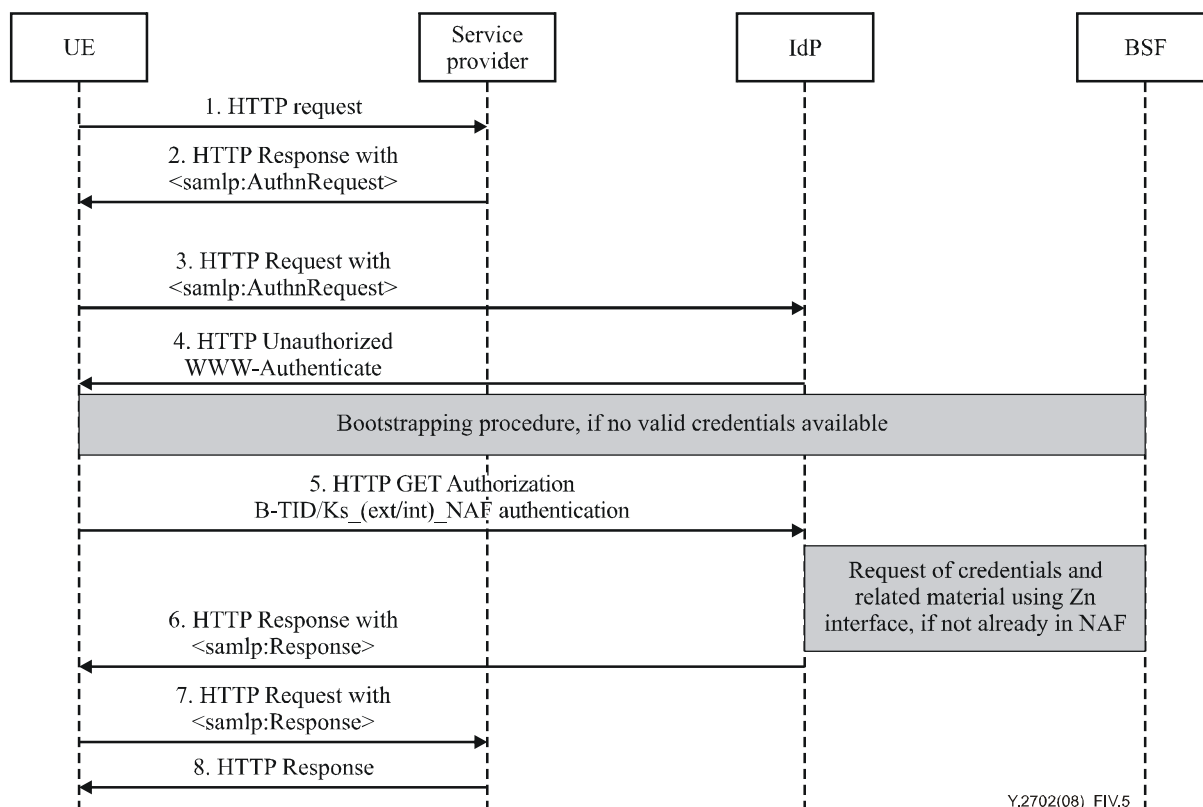 UE
Service
provider
IdP
BSF
1. HTTP request
2. HTTP Response with
<samlp:AuthnRequest>
3. HTTP Request with
<samlp:AuthnRequest>
4. HTTP Unauthorized
WWW-Authenticate
Bootstrapping procedure, if no valid credentials available
5. HTTP GET Authorization
B-TID/Ks_(ext/int)_NAF authentication
Request of credentials and
related material using Zn
interface, if not already in NAF
6. HTTP Response with
<samlp:Response>
7. HTTP Request with
<samlp:Response>
8. HTTP Response
Y.2702(08)_FIV.5